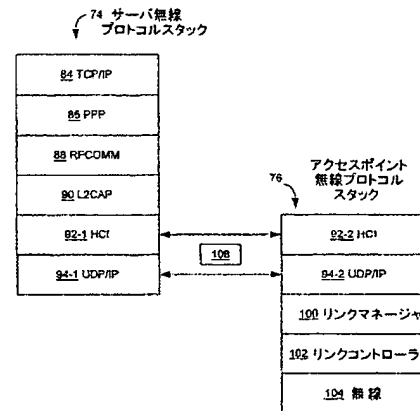 74 サーバ無線
プロトコルスタック
84 TCP/IP
86 PPP
88 RFCOMM
90 L2CAP
92-1 HCI
94-1 UDP/IP
108
アクセスポイント
無線プロトコル
スタック
76
92-2 HCI
94-2 UDP/IP
100 リンクマネージャ
102 リンクコントローラ
104 無線